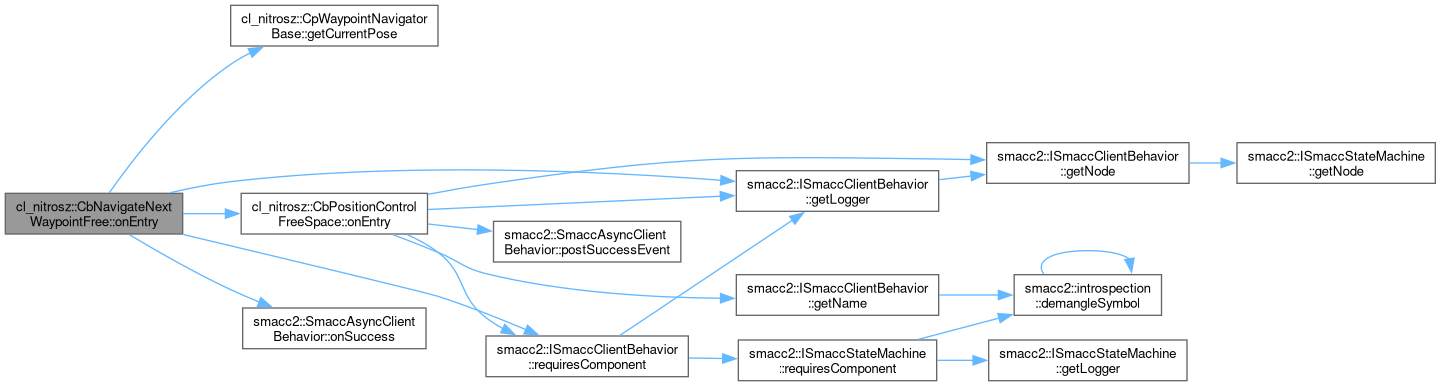 cl_nitrosz::CbNavigateNext
WaypointFree::onEntry
cl_nitrosz::CpWaypointNavigator
Base::getCurrentPose
cl_nitrosz::CbPositionControl
FreeSpace::onEntry
smacc2::SmaccAsyncClient
Behavior::onSuccess
smacc2::SmaccAsyncClient
Behavior::postSuccessEvent
smacc2::ISmaccClientBehavior
::requiresComponent
smacc2::ISmaccClientBehavior
::getLogger
smacc2::ISmaccClientBehavior
::getName
smacc2::ISmaccStateMachine
::requiresComponent
smacc2::ISmaccClientBehavior
::getNode
smacc2::introspection
::demangleSymbol
smacc2::ISmaccStateMachine
::getLogger
smacc2::ISmaccStateMachine
::getNode